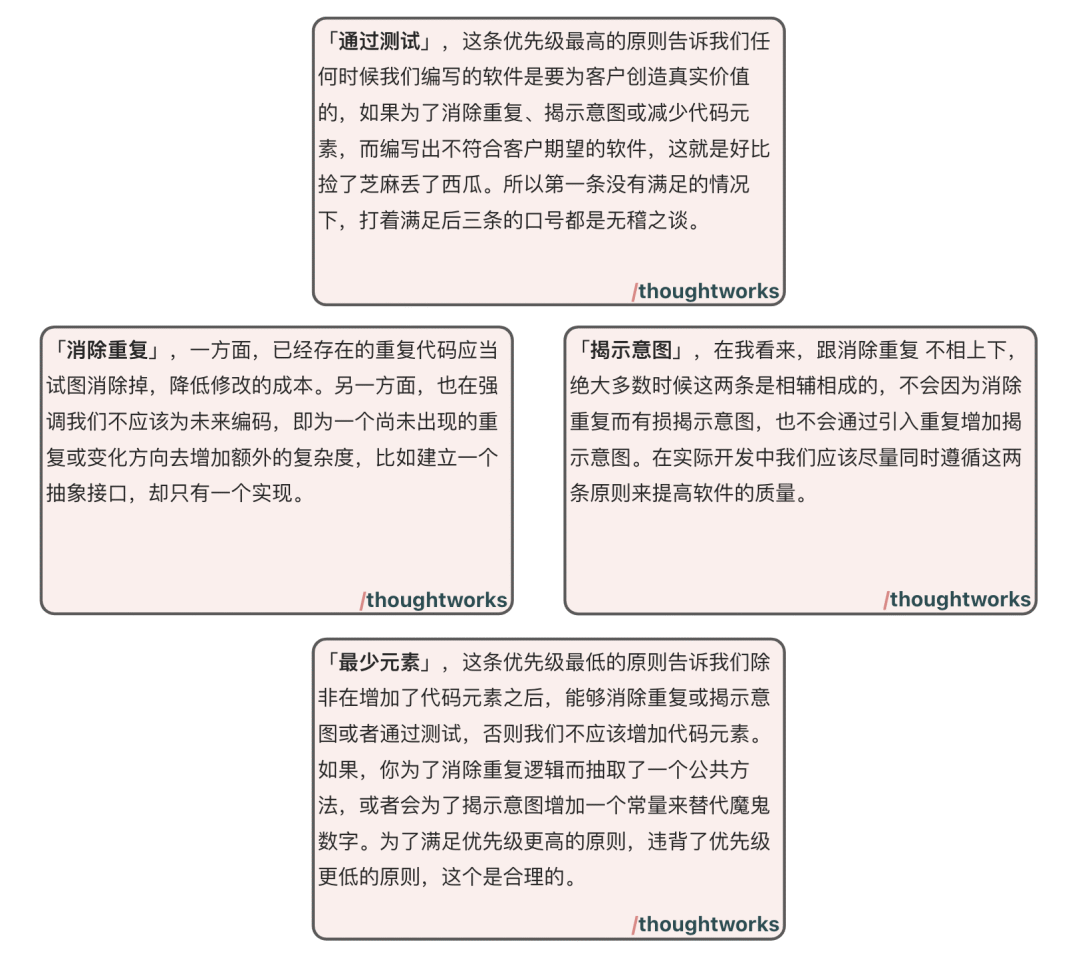 「通过测试」，这条优先级最高的原则告诉我们任
何时候我们编写的软件是要为客户创造真实价值
的，如果为了消除重复、揭示意图或减少代码元
素，而编写出不符合客户期望的软件，这就是好比
捡了芝麻丢了西瓜。所以第一条没有满足的情况
下，打着满足后三条的口号都是无稽之谈。
/thoughtworks
「消除重复」，一方面，已经存在的重复代码应当
试图消除掉，降低修改的成本。另一方面，也在强
调我们不应该为未来编码，即为一个尚未出现的重
复或变化方向去增加额外的复杂度，比如建立一个
抽象接口，却只有一个实现。
/thoughtworks
「揭示意图」，在我看来，跟消除重复 不相上下，
绝大多数时候这两条是相辅相成的，不会因为消除
重复而有损揭示意图，也不会通过引入重复增加揭
示意图。在实际开发中我们应该尽量同时遵循这两
条原则来提高软件的质量。
/thoughtworks
「最少元素」，这条优先级最低的原则告诉我们除
非在增加了代码元素之后，能够消除重复或揭示意
图或者通过测试，否则我们不应该增加代码元素。
如果，你为了消除重复逻辑而抽取了一个公共方
法，或者会为了揭示意图增加一个常量来替代魔鬼
数字。为了满足优先级更高的原则，违背了优先级
更低的原则，这个是合理的。
/thoughtworks